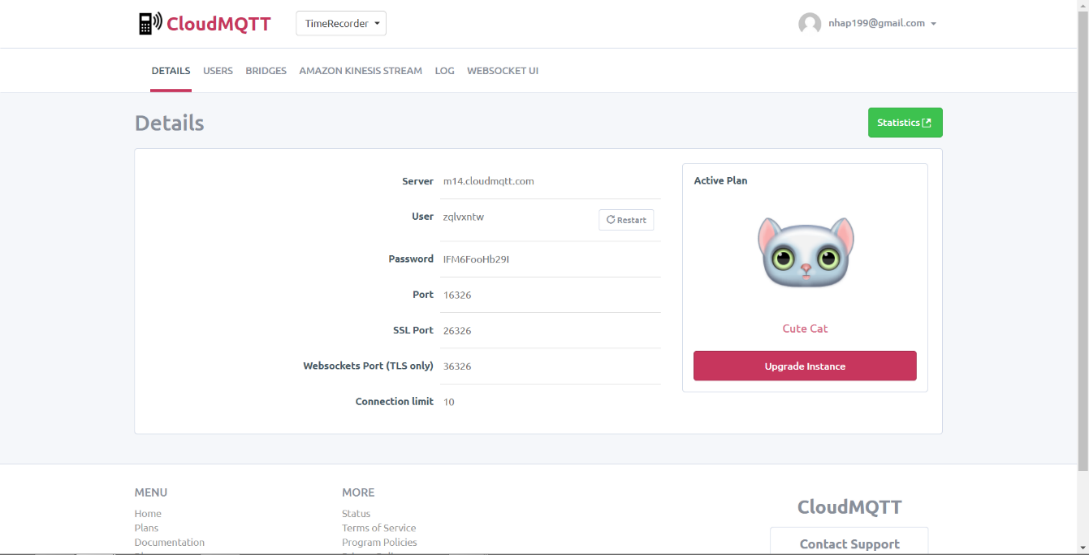 CloudMQTT
TimeRecorder
nhap199@gmail.com
DETAILS USERS BRIDGES AMAZON KINESIS STREAM LOG WEBSOCKET UI
Details
Statistics
Server m14.cloudmqtt.com
User zqlvxntw
Restart
Password IFM6FooHb29I
Port 16326
SSL Port 26326
Websockets Port (TLS only) 36326
Connection limit 10
Active Plan
Cute Cat
Upgrade Instance
MENU
Home
Plans
Documentation
MORE
Status
Terms of Service
Program Policies
CloudMQTT
Contact Support